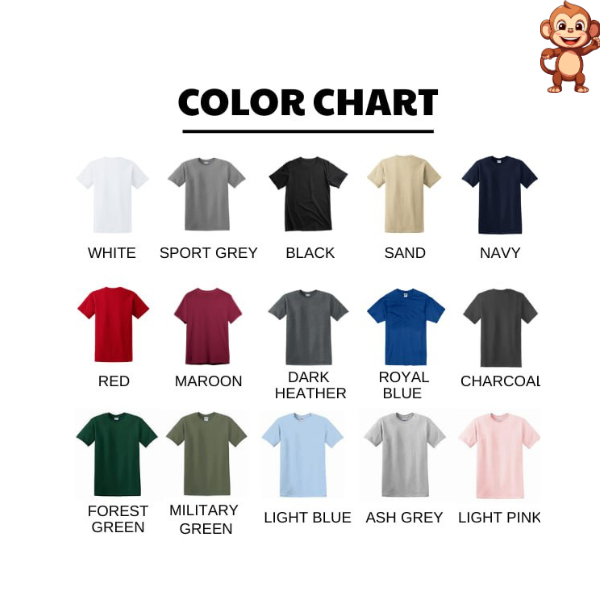 COLOR CHART
WHITE SPORT GREY BLACK SAND NAVY
RED MAROON DARK HEATHER ROYAL BLUE CHARCOAL
FOREST GREEN MILITARY GREEN LIGHT BLUE ASH GREY LIGHT PINK